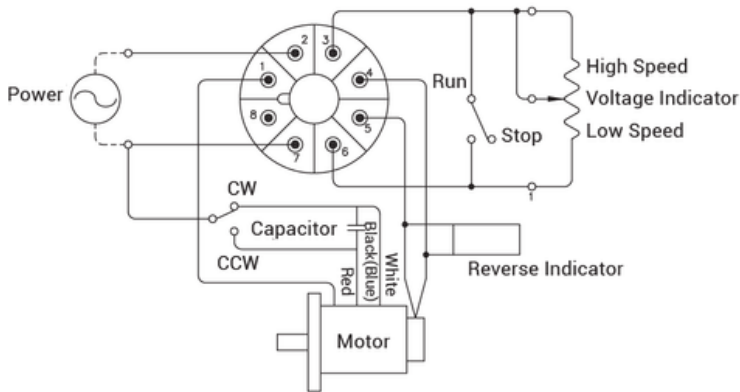 2
3
1
4
8
5
7
6
Power
Run
Stop
1
1
High Speed
Voltage Indicator
Low Speed
CW
CCW
Capacitor
Red
Black(Blue)
White
Reverse Indicator
Motor